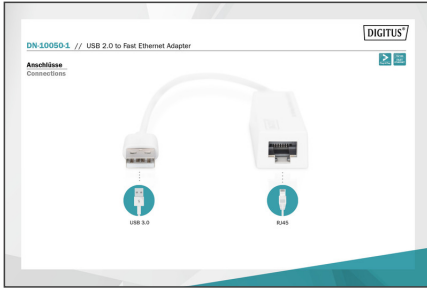 DIGITUS®
DN-10050-1 // USB 2.0 to Fast Ethernet Adapter
Anschlüsse
Connections
USB 3.0
RJ45